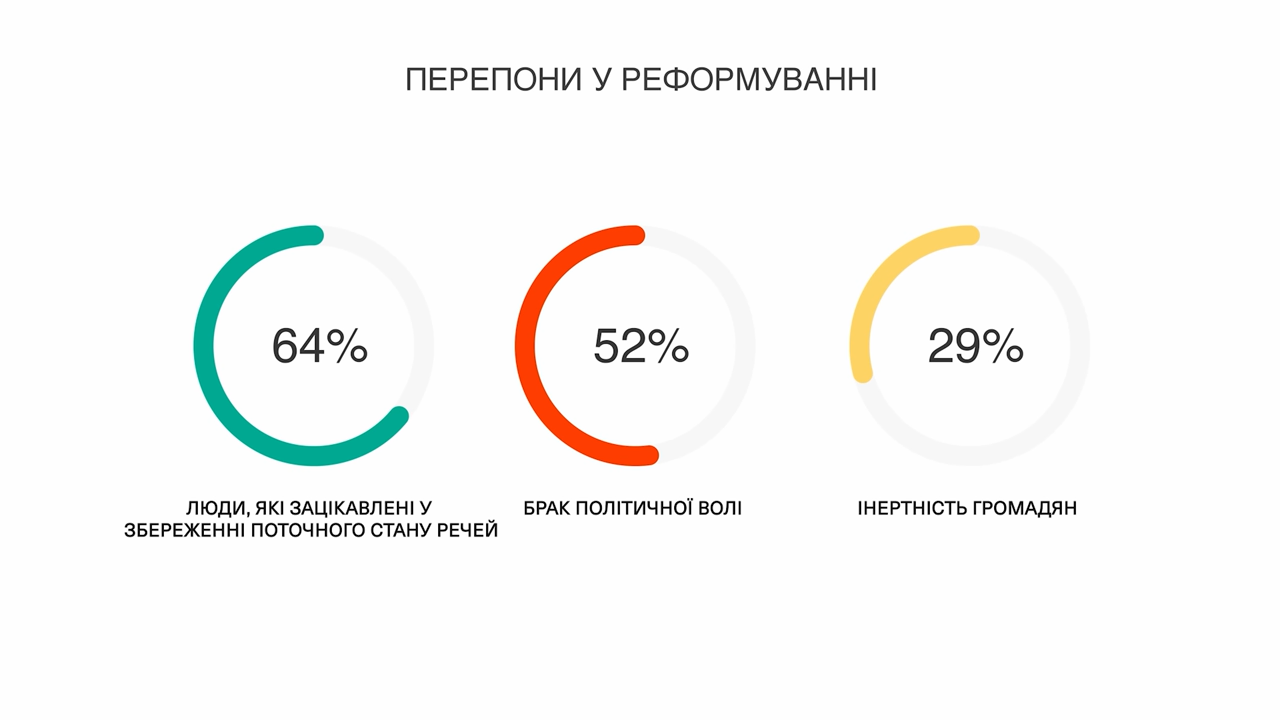 ПЕРЕПОНИ У РЕФОРМУВАННІ
64%
52%
29%
ЛЮДИ, ЯКІ ЗАЦІКАВЛЕНІ У
ЗБЕРЕЖЕННІ ПОТОЧНОГО СТАНУ РЕЧЕЙ
БРАК ПОЛІТИЧНОЇ ВОЛІ
ІНЕРТНІСТЬ ГРОМАДЯН